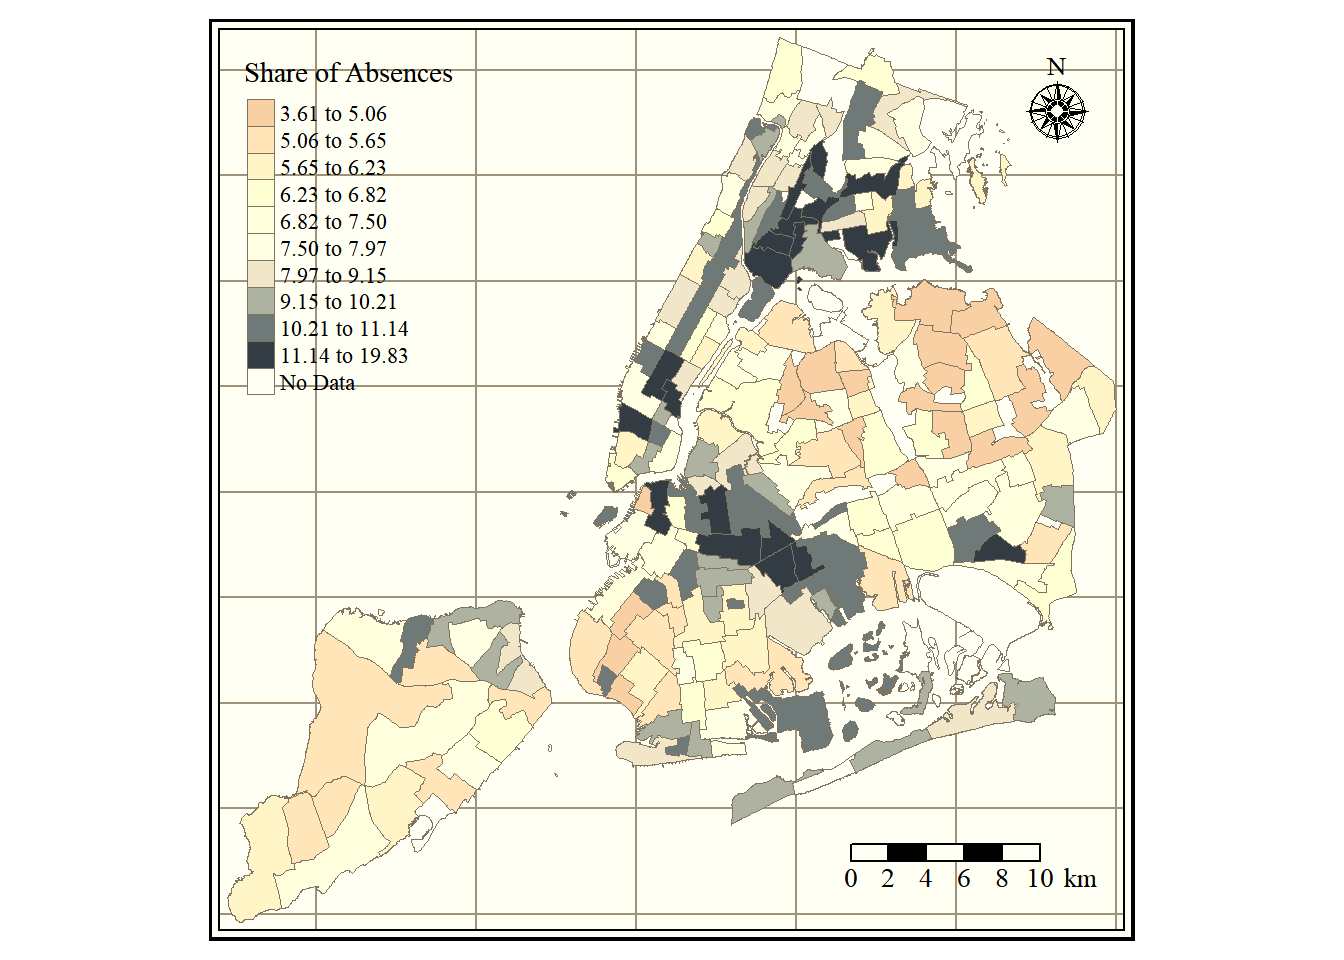 Share of Absences
3.61 to 5.06
5.06 to 5.65
5.65 to 6.23
6.23 to 6.82
6.82 to 7.50
7.50 to 7.97
7.97 to 9.15
9.15 to 10.21
10.21 to 11.14
11.14 to 19.83
No Data
N
0 2 4 6 8 10 km